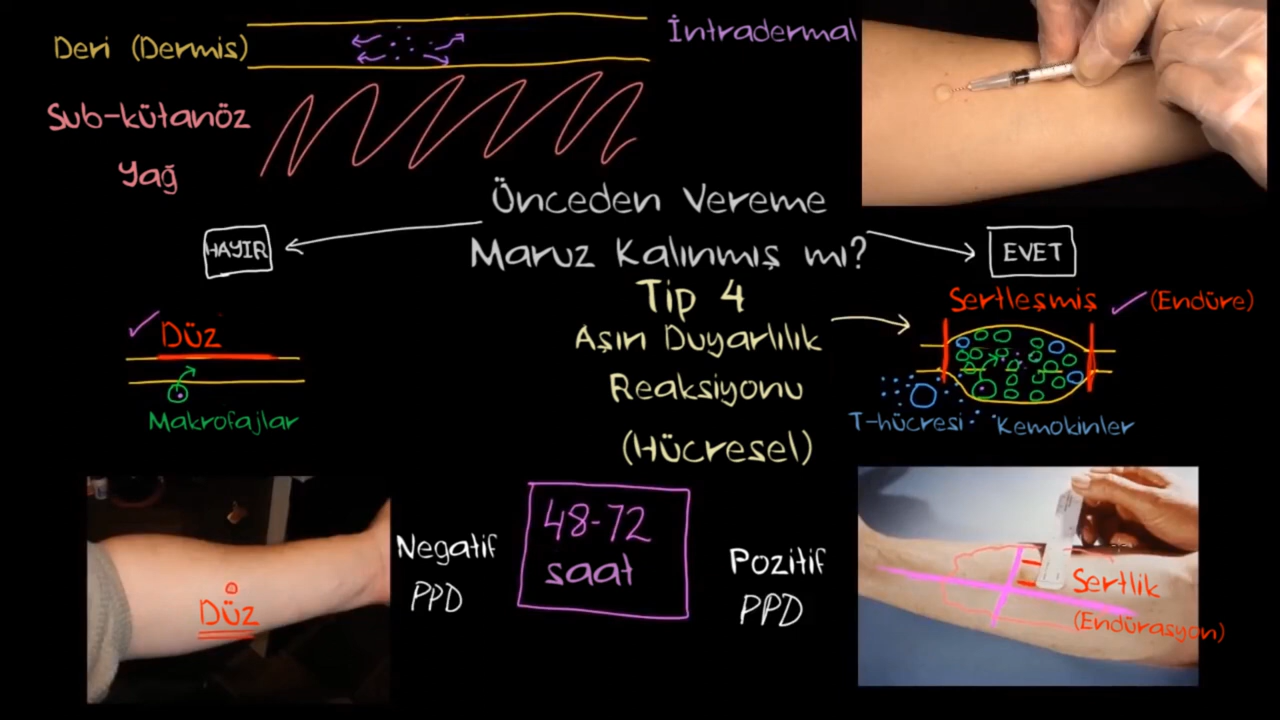 Deri (Dermis)
İntradermal
Sub-kütanöz
Yağ
Önceden Vereme
Maruz Kalınmış mı?
HAYIR
EVET
Tip 4
Aşırı Duyarlılık
Reaksiyonu
(Hücresel)
Düz
Makrofajlar
Sertleşmiş
(Endüre)
T-hücresi
Kemokinler
Düz
Negatif
PPD
48-72
saat
Pozitif
PPD
Sertlik
(Endürasyon)